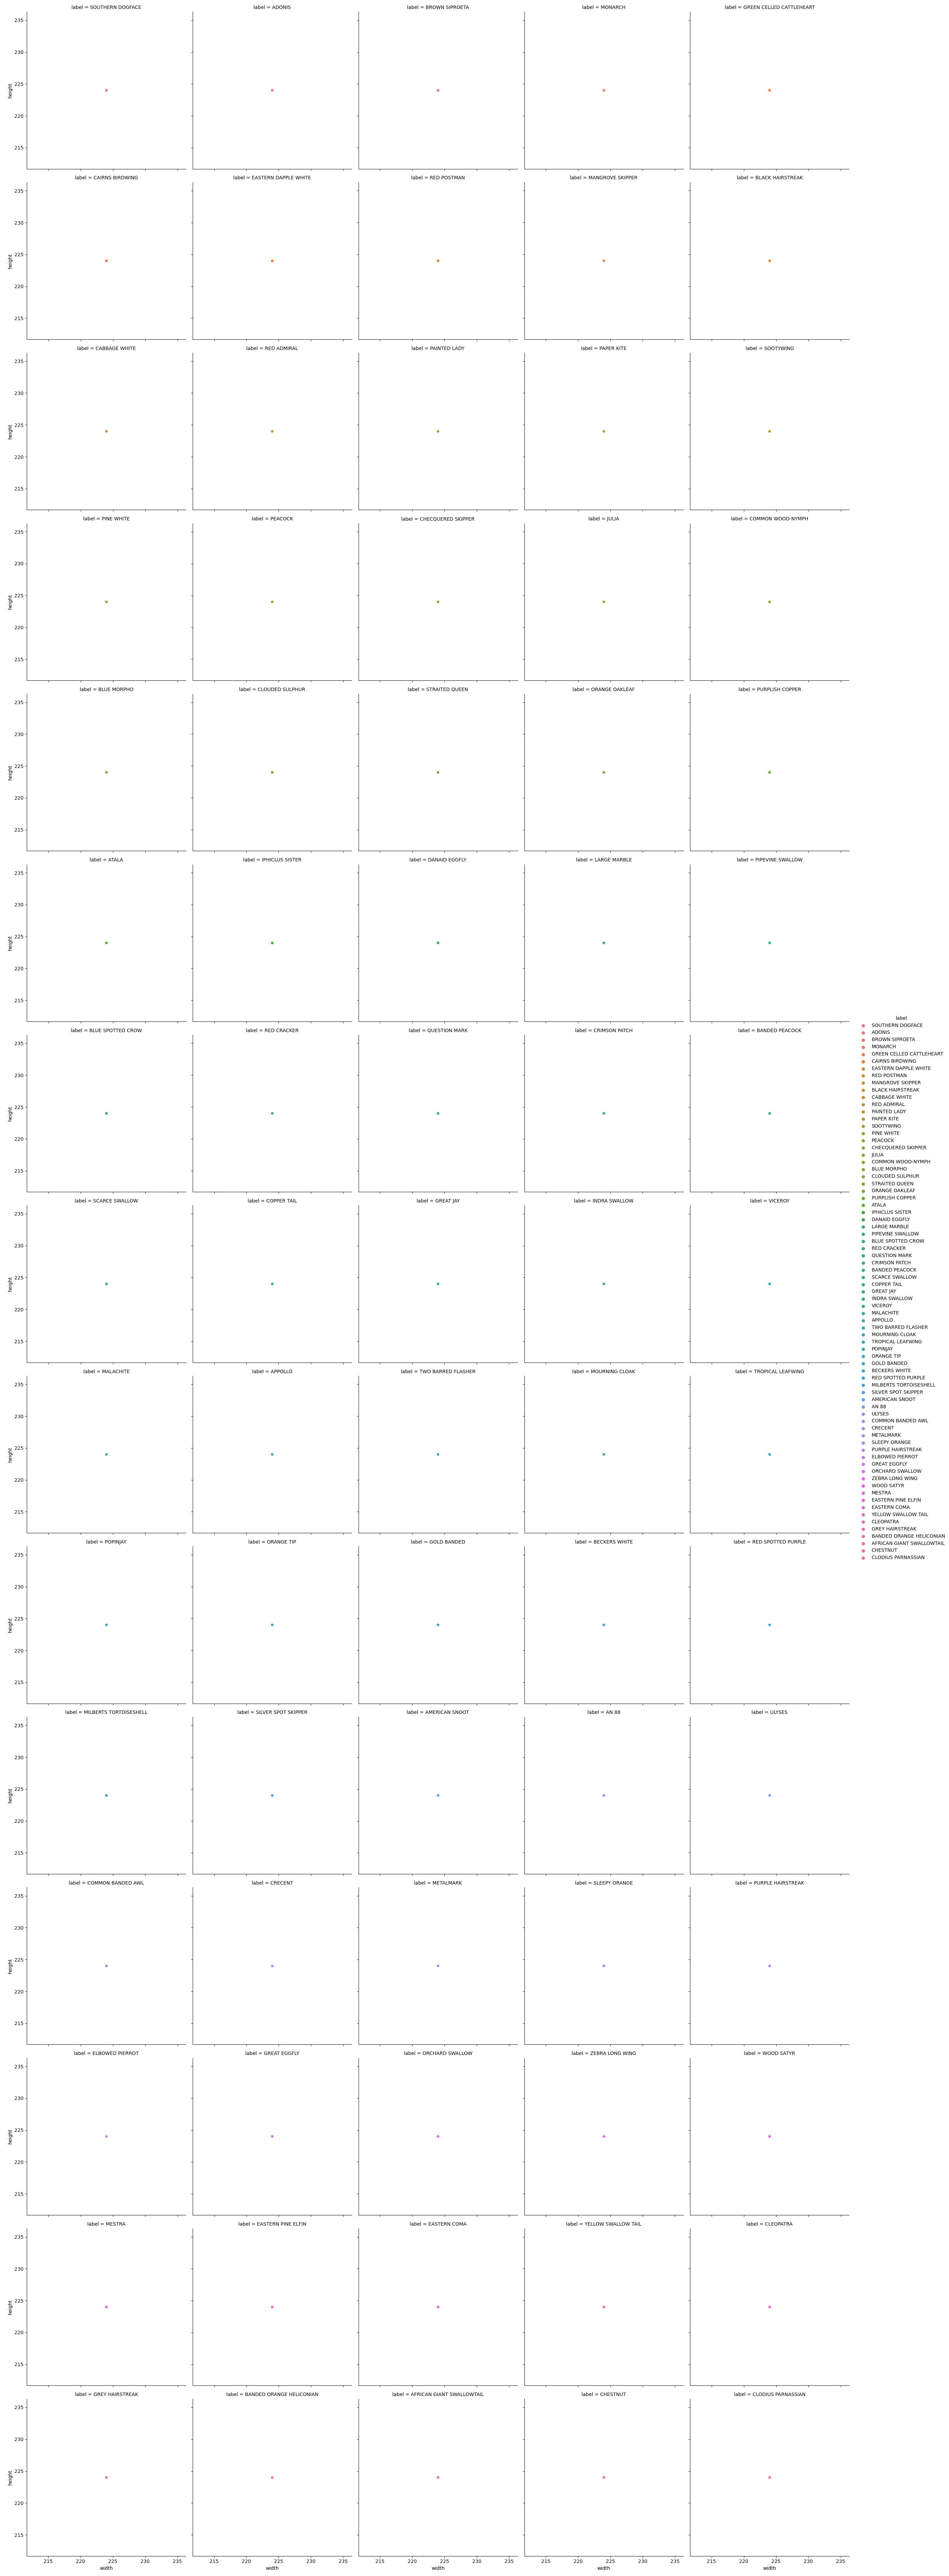 label = SOUTHERN DOGFACE
label = ADONIS
label = BROWN SIPROETA
label = MONARCH
label = GREEN CELLED CATTLEHEART
235
230
225
220
215
height
label = CAIRNS BIRDWING
label = EASTERN DAPPLE WHITE
label = RED POSTMAN
label = MANGROVE SKIPPER
label = BLACK HAIRSTREAK
235
230
225
220
215
height
label = CABBAGE WHITE
label = RED ADMIRAL
label = PAINTED LADY
label = PAPER KITE
label = SOOTYWING
235
230
225
220
215
height
label = PINE WHITE
label = PEACOCK
label = CHECQUERED SKIPPER
label = JULIA
label = COMMON WOOD-NYMPH
235
230
225
220
215
height
label = BLUE MORPHO
label = CLOUDED SULPHUR
label = STRAITED QUEEN
label = ORANGE OAKLEAF
label = PURPLISH COPPER
235
230
225
220
215
height
label = ATALA
label = IPHICLUS SISTER
label = DANAID EGGFLY
label = LARGE MARBLE
label = PIPEVINE SWALLOW
235
230
225
220
215
height
label = BLUE SPOTTED CROW
label = RED CRACKER
label = QUESTION MARK
label = CRIMSON PATCH
label = BANDED PEACOCK
235
230
225
220
215
height
label = SCARCE SWALLOW
label = COPPER TAIL
label = GREAT JAY
label = INDRA SWALLOW
label = VICEROY
235
230
225
220
215
height
label = MALACHITE
label = APPOLLO
label = TWO BARRED FLASHER
label = MOURNING CLOAK
label = TROPICAL LEAFWING
235
230
225
220
215
height
label = POPINJAY
label = ORANGE TIP
label = GOLD BANDED
label = BECKERS WHITE
label = RED SPOTTED PURPLE
235
230
225
220
215
height
label = MILBERTS TORTOISESHELL
label = SILVER SPOT SKIPPER
label = AMERICAN SNOOT
label = AN 88
label = ULYSES
235
230
225
220
215
height
label = COMMON BANDED AWL
label = CRECENT
label = METALMARK
label = SLEEPY ORANGE
label = PURPLE HAIRSTREAK
235
230
225
220
215
height
label = ELBOWED PIERROT
label = GREAT EGGFLY
label = ORCHARD SWALLOW
label = ZEBRA LONG WING
label = WOOD SATYR
235
230
225
220
215
height
label = MESTRA
label = EASTERN PINE ELFIN
label = EASTERN COMA
label = YELLOW SWALLOW TAIL
label = CLEOPATRA
235
230
225
220
215
height
label = GREY HAIRSTREAK
label = BANDED ORANGE HELICONIAN
label = AFRICAN GIANT SWALLOWTAIL
label = CHESTNUT
label = CLODIUS PARNASSIAN
235
230
225
220
215
height
215 220 225 230 235
width
215 220 225 230 235
width
215 220 225 230 235
width
215 220 225 230 235
width
215 220 225 230 235
width
label
SOUTHERN DOGFACE
ADONIS
BROWN SIPROETA
MONARCH
GREEN CELLED CATTLEHEART
CAIRNS BIRDWING
EASTERN DAPPLE WHITE
RED POSTMAN
MANGROVE SKIPPER
BLACK HAIRSTREAK
CABBAGE WHITE
RED ADMIRAL
PAINTED LADY
PAPER KITE
SOOTYWING
PINE WHITE
PEACOCK
CHECQUERED SKIPPER
JULIA
COMMON WOOD-NYMPH
BLUE MORPHO
CLOUDED SULPHUR
STRAITED QUEEN
ORANGE OAKLEAF
PURPLISH COPPER
ATALA
IPHICLUS SISTER
DANAID EGGFLY
LARGE MARBLE
PIPEVINE SWALLOW
BLUE SPOTTED CROW
RED CRACKER
QUESTION MARK
CRIMSON PATCH
BANDED PEACOCK
SCARCE SWALLOW
COPPER TAIL
GREAT JAY
INDRA SWALLOW
VICEROY
MALACHITE
APPOLLO
TWO BARRED FLASHER
MOURNING CLOAK
TROPICAL LEAFWING
POPINJAY
ORANGE TIP
GOLD BANDED
BECKERS WHITE
RED SPOTTED PURPLE
MILBERTS TORTOISESHELL
SILVER SPOT SKIPPER
AMERICAN SNOOT
AN 88
ULYSES
COMMON BANDED AWL
CRECENT
METALMARK
SLEEPY ORANGE
PURPLE HAIRSTREAK
ELBOWED PIERROT
GREAT EGGFLY
ORCHARD SWALLOW
ZEBRA LONG WING
WOOD SATYR
MESTRA
EASTERN PINE ELFIN
EASTERN COMA
YELLOW SWALLOW TAIL
CLEOPATRA
GREY HAIRSTREAK
BANDED ORANGE HELICONIAN
AFRICAN GIANT SWALLOWTAIL
CHESTNUT
CLODIUS PARNASSIAN